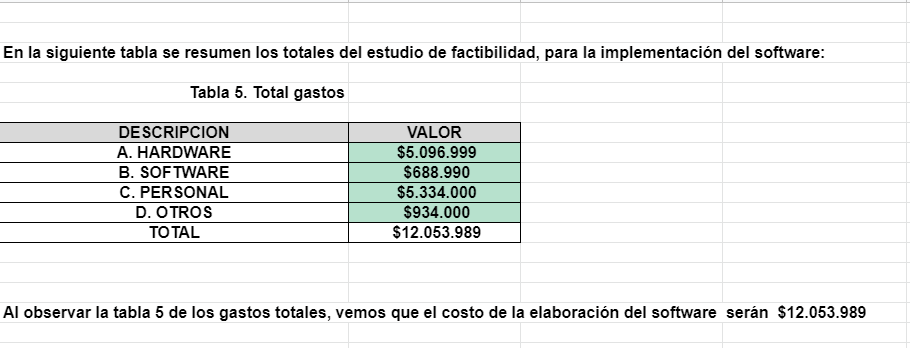 En la siguiente tabla se resumen los totales del estudio de factibilidad, para la implementación del software:
Tabla 5. Total gastos
DESCRIPCION VALOR
A. HARDWARE $5.096.999
B. SOFTWARE $688.990
C. PERSONAL $5.334.000
D. OTROS $934.000
TOTAL $12.053.989
Al observar la tabla 5 de los gastos totales, vemos que el costo de la elaboración del software serán $12.053.989